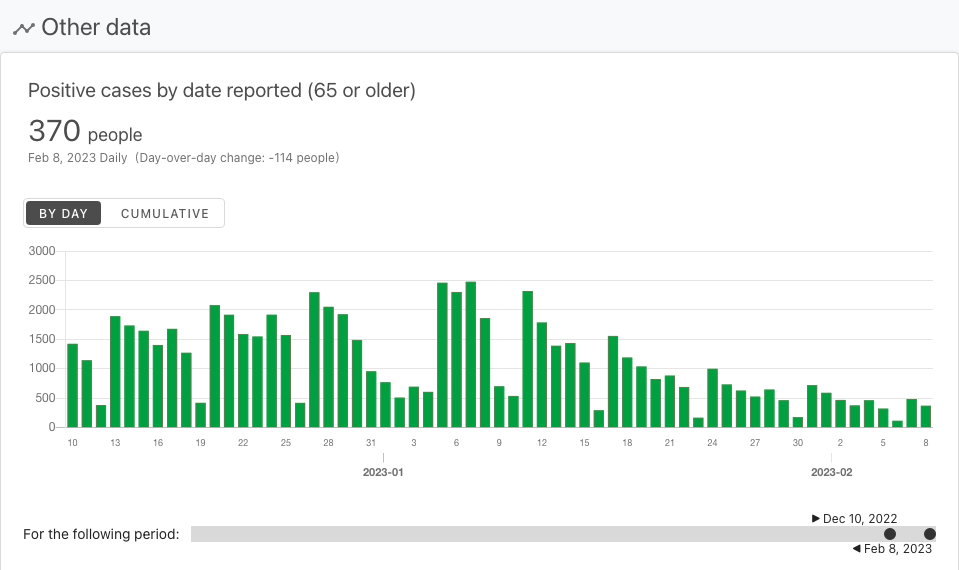 Other data
Positive cases by date reported (65 or older)
370 people
Feb 8, 2023 Daily (Day-over-day change: -114 people)
BY DAY CUMULATIVE
3000
2500
2000
1500
1000
500
0
10 13 16 19 22 25 28 31 3 6 9 12 15 18 21 24 27 30 2 5 8
2023-01 2023-02
▶ Dec 10, 2022
For the following period:
◀ Feb 8, 2023